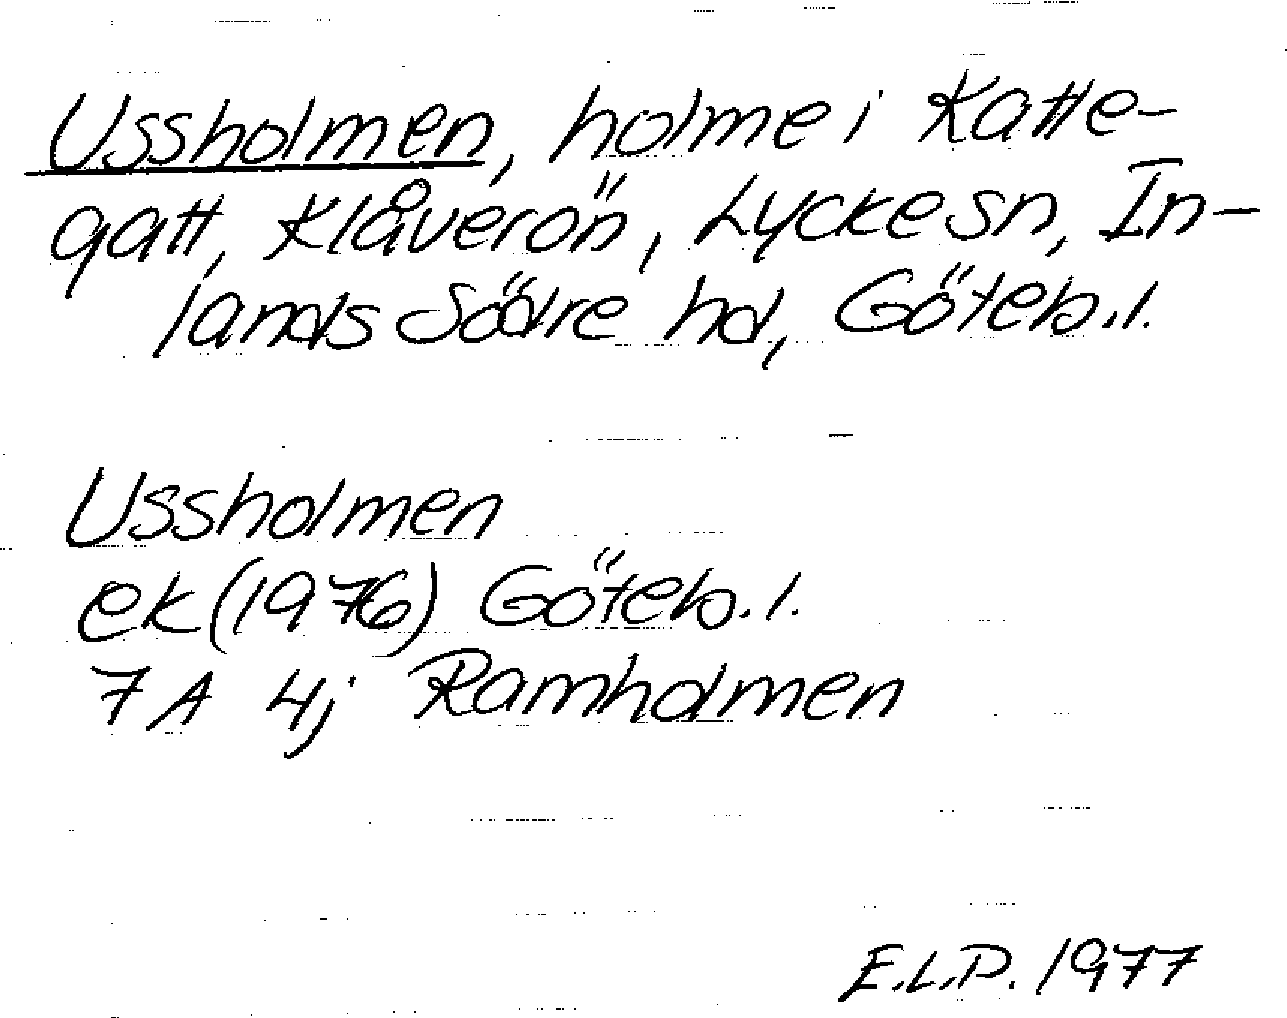 Ussholmen, holme i Katte-
gatt, Klåverön, Lycke sn, In-
lands Södre hd, Göteb. l.
Ussholmen
ek (1976) Göteb. l.
7A 4j Ramholmen
E.L.P. 1977